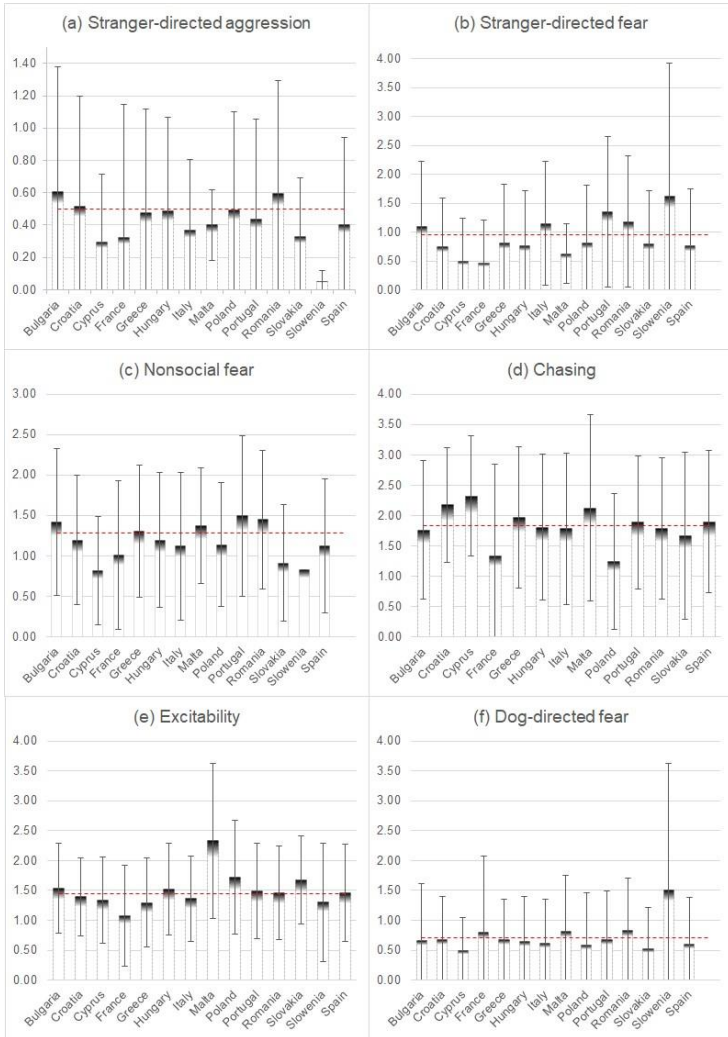 (a) Stranger-directed aggression
1.40
1.20
1.00
0.80
0.60
0.40
0.20
0.00
Bulgaria
Croatia
Cyprus
France
Greece
Hungary
Italy
Malta
Poland
Portugal
Romania
Slovakia
Slowenia
Spain
(b) Stranger-directed fear
4.00
3.50
3.00
2.50
2.00
1.50
1.00
0.50
0.00
Bulgaria
Croatia
Cyprus
France
Greece
Hungary
Italy
Malta
Poland
Portugal
Romania
Slovakia
Slowenia
Spain
(c) Nonsocial fear
3.00
2.50
2.00
1.50
1.00
0.50
0.00
Bulgaria
Croatia
Cyprus
France
Greece
Hungary
Italy
Malta
Poland
Portugal
Romania
Slovakia
Slowenia
Spain
(d) Chasing
4.00
3.50
3.00
2.50
2.00
1.50
1.00
0.50
0.00
Bulgaria
Croatia
Cyprus
France
Greece
Hungary
Italy
Malta
Poland
Portugal
Romania
Slovakia
Spain
(e) Excitability
4.00
3.50
3.00
2.50
2.00
1.50
1.00
0.50
0.00
Bulgaria
Croatia
Cyprus
France
Greece
Hungary
Italy
Malta
Poland
Portugal
Romania
Slovakia
Slowenia
Spain
(f) Dog-directed fear
4.00
3.50
3.00
2.50
2.00
1.50
1.00
0.50
0.00
Bulgaria
Croatia
Cyprus
France
Greece
Hungary
Italy
Malta
Poland
Portugal
Romania
Slovakia
Slowenia
Spain